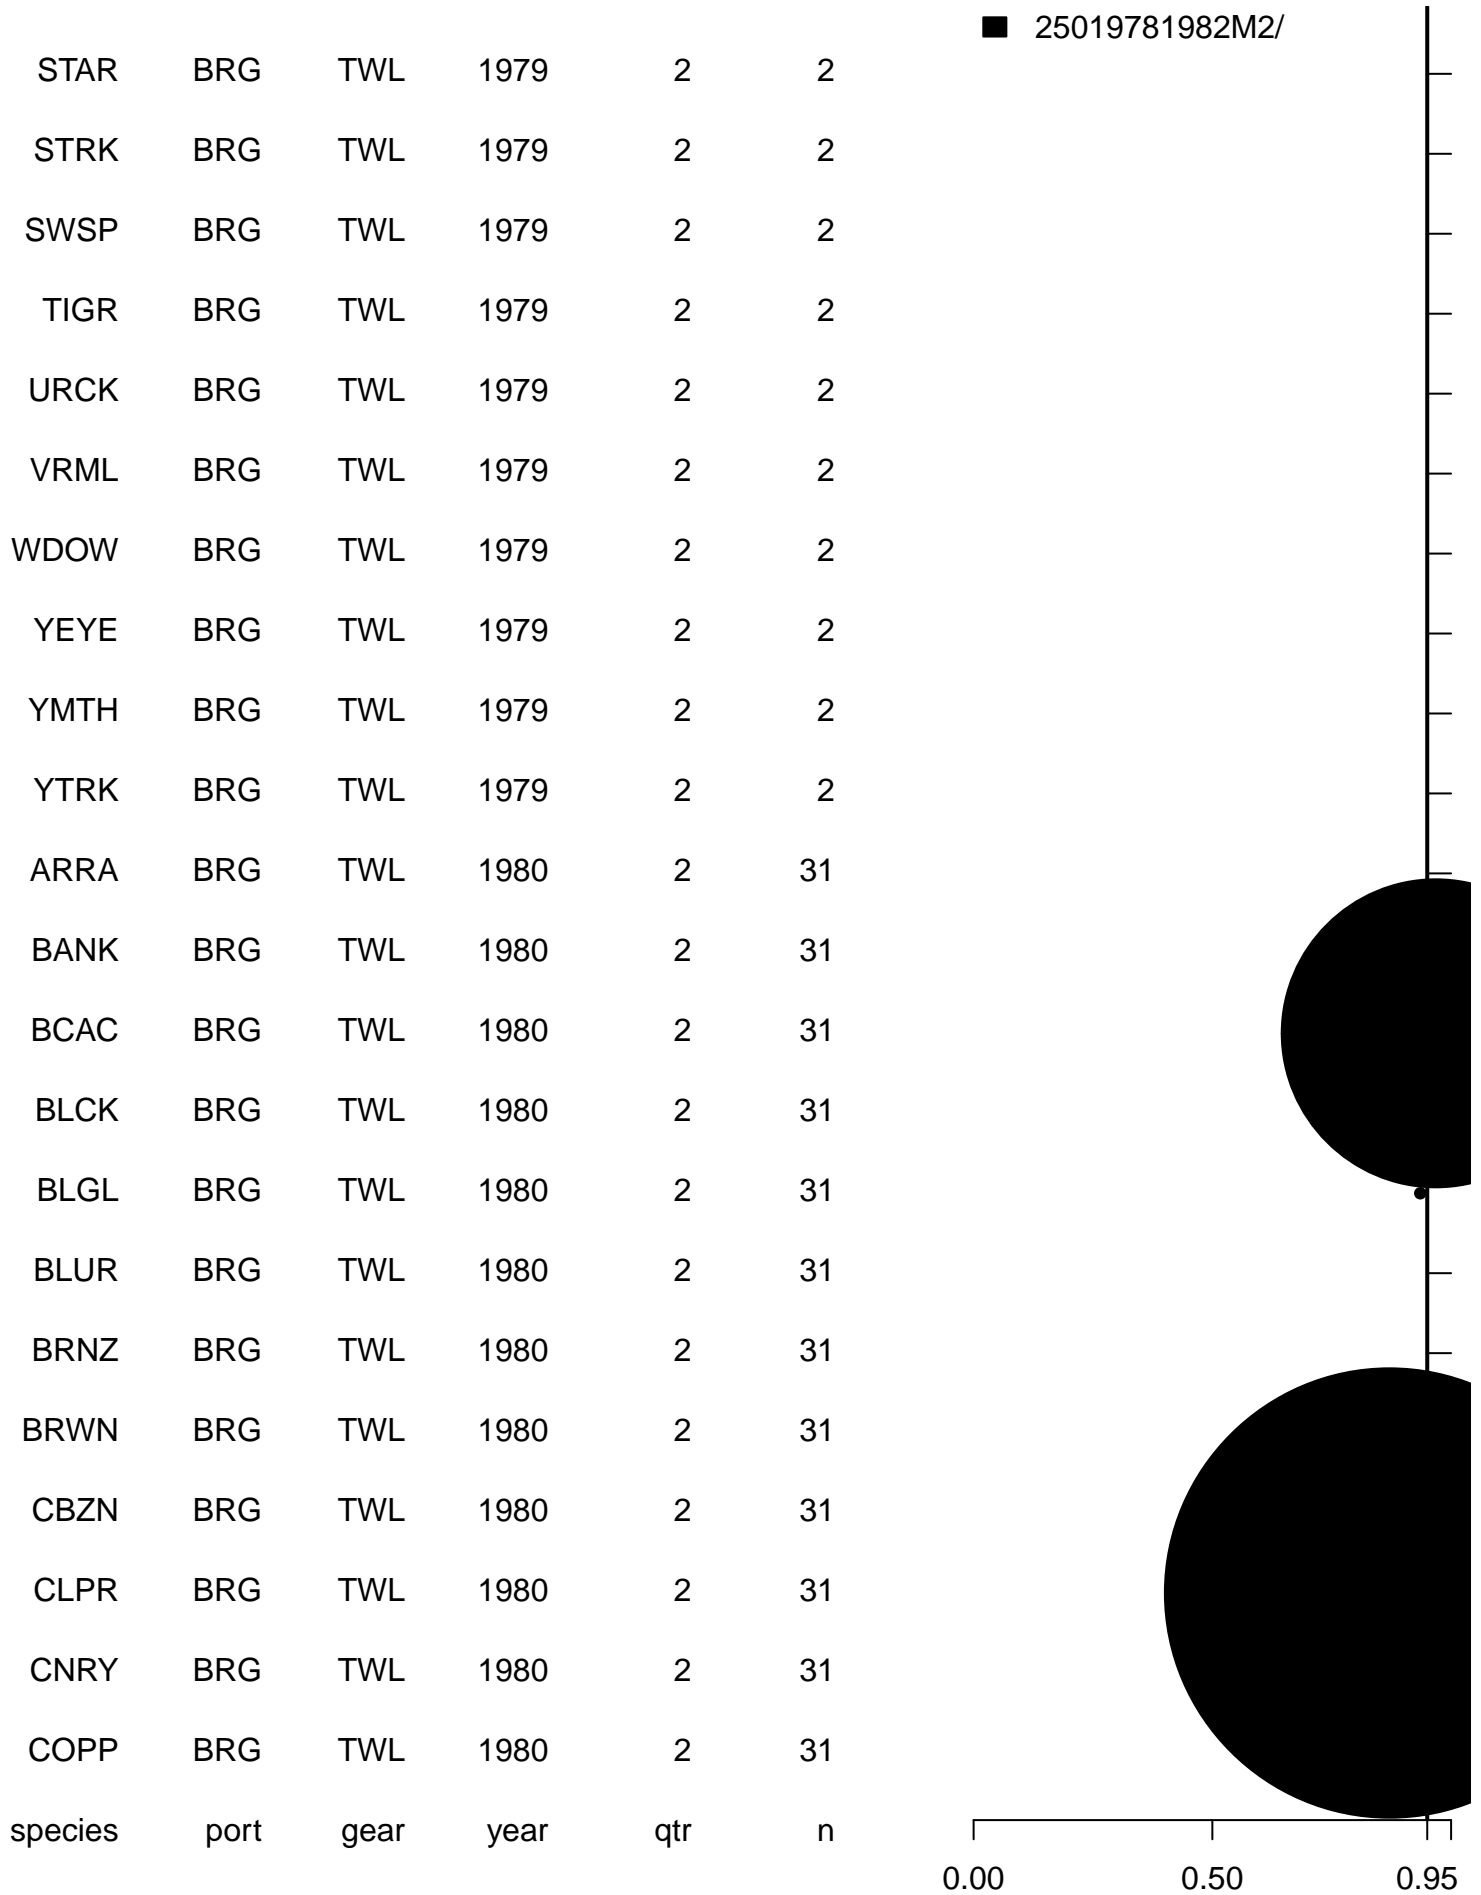 25019781982M2/
STAR BRG TWL 1979 2 2
STRK BRG TWL 1979 2 2
SWSP BRG TWL 1979 2 2
TIGR BRG TWL 1979 2 2
URCK BRG TWL 1979 2 2
VRML BRG TWL 1979 2 2
WDOW BRG TWL 1979 2 2
YEYE BRG TWL 1979 2 2
YMTH BRG TWL 1979 2 2
YTRK BRG TWL 1979 2 2
ARRA BRG TWL 1980 2 31
BANK BRG TWL 1980 2 31
BCAC BRG TWL 1980 2 31
BLCK BRG TWL 1980 2 31
BLGL BRG TWL 1980 2 31
BLUR BRG TWL 1980 2 31
BRNZ BRG TWL 1980 2 31
BRWN BRG TWL 1980 2 31
CBZN BRG TWL 1980 2 31
CLPR BRG TWL 1980 2 31
CNRY BRG TWL 1980 2 31
COPP BRG TWL 1980 2 31
species port gear year qtr n
0.00 0.50 0.95